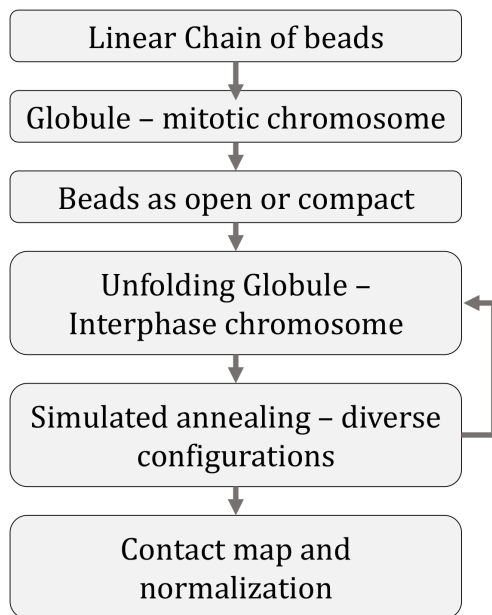 Linear Chain of beads
Globule – mitotic chromosome
Beads as open or compact
Unfolding Globule –
Interphase chromosome
Simulated annealing – diverse
configurations
Contact map and
normalization